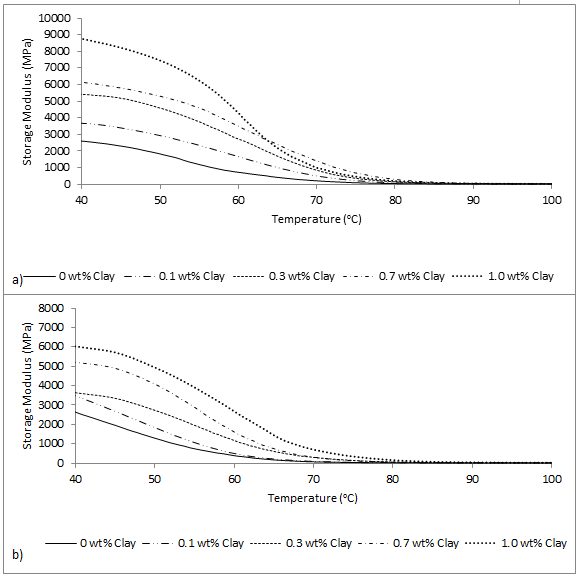 10000
9000
8000
7000
6000
5000
4000
3000
2000
1000
0
Storage Modulus (MPa)
40 50 60 70 80 90 100
Temperature (°C)
0 wt% Clay 0.1 wt% Clay 0.3 wt% Clay 0.7 wt% Clay 1.0 wt% Clay
a)
8000
7000
6000
5000
4000
3000
2000
1000
0
Storage Modulus (MPa)
40 50 60 70 80 90 100
Temperature (°C)
0 wt% Clay 0.1 wt% Clay 0.3 wt% Clay 0.7 wt% Clay 1.0 wt% Clay
b)